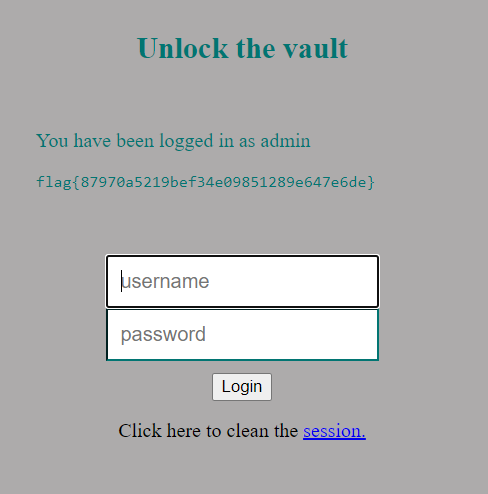 Unlock the vault
You have been logged in as admin
flag{87970a5219bef34e09851289e647e6de}
username
password
Login
Click here to clean the session.